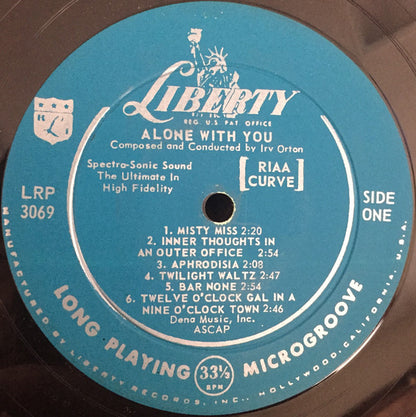 LIBERTY
REG. U.S. PAT. OFFICE
ALONE WITH YOU
Composed and Conducted by Irv Orton
Spectra-Sonic Sound
The Ultimate In
High Fidelity
RIAA
CURVE
LRP
3069
SIDE
ONE
1. MISTY MISS 2:20
2. INNER THOUGHTS IN
AN OUTER OFFICE 2:54
3. APHRODISIA 2:08
4. TWILIGHT WALTZ 2:47
5. BAR NONE 2:54
6. TWELVE O'CLOCK GAL IN A
NINE O'CLOCK TOWN 2:46
Dena Music, Inc.
ASCAP
LONG PLAYING 33⅓ RPM MICROGROOVE
MANUFACTURED BY LIBERTY RECORDS, INC., HOLLYWOOD, CALIFORNIA, U.S.A.